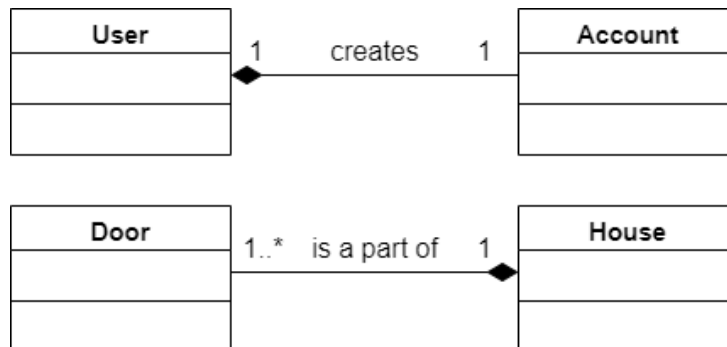 User
Account
1 creates 1
Door
House
1..* is a part of 1